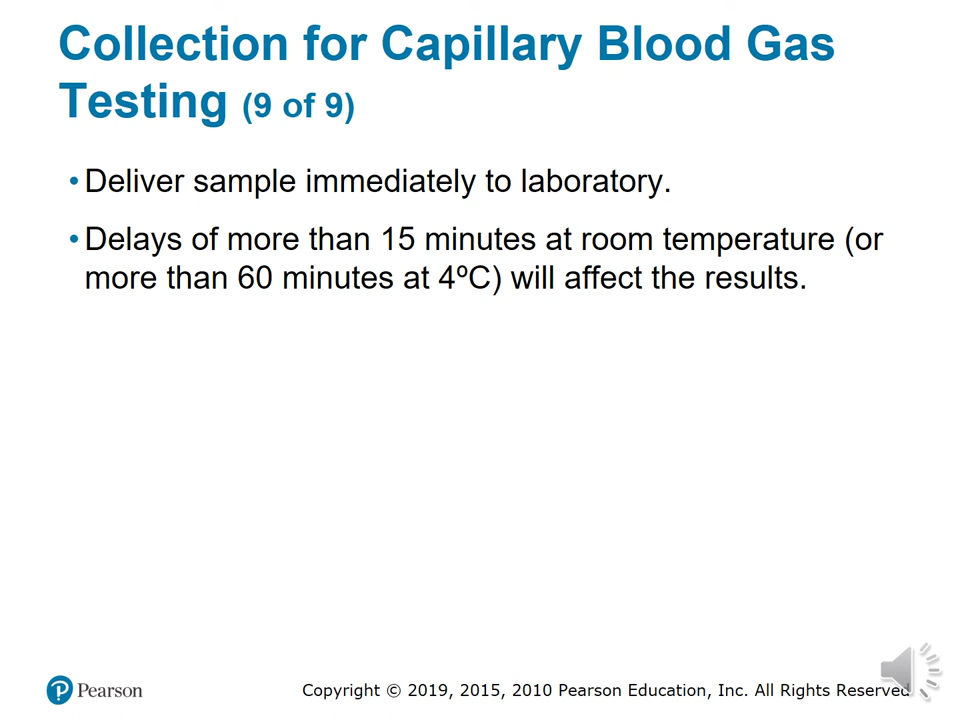 Collection for Capillary Blood Gas
Testing (9 of 9)
• Deliver sample immediately to laboratory.
• Delays of more than 15 minutes at room temperature (or
more than 60 minutes at 4ºC) will affect the results.
Pearson
Copyright © 2019, 2015, 2010 Pearson Education, Inc. All Rights Reserved